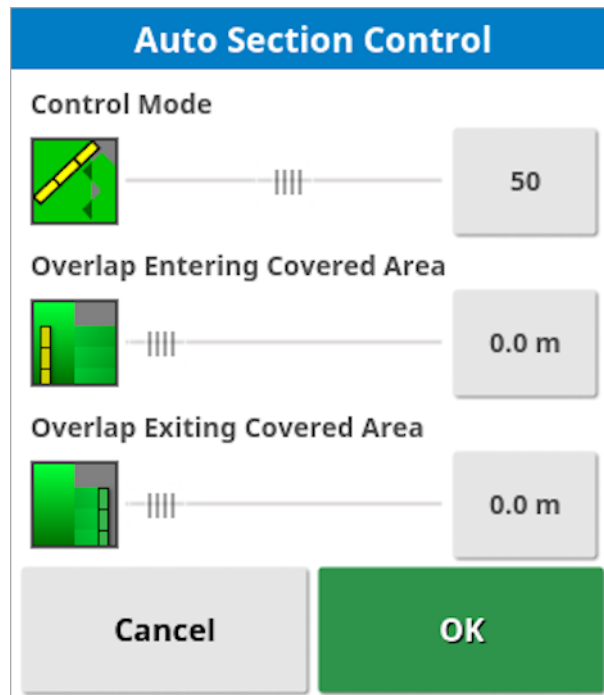 Auto Section Control
Control Mode
50
Overlap Entering Covered Area
0.0 m
Overlap Exiting Covered Area
0.0 m
Cancel
OK